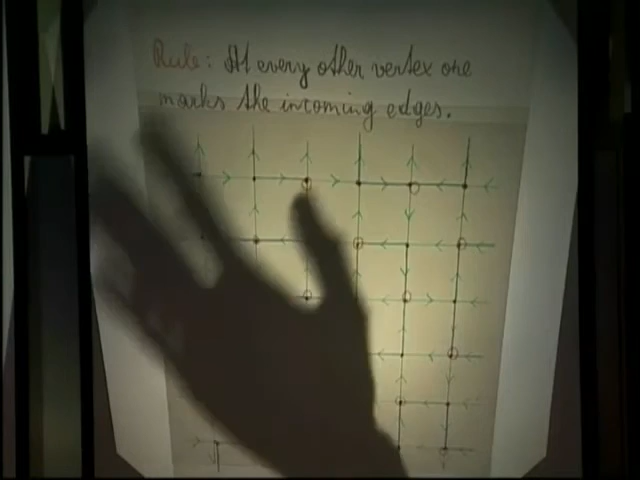 Rule: At every other vertex one
marks the incoming edges.